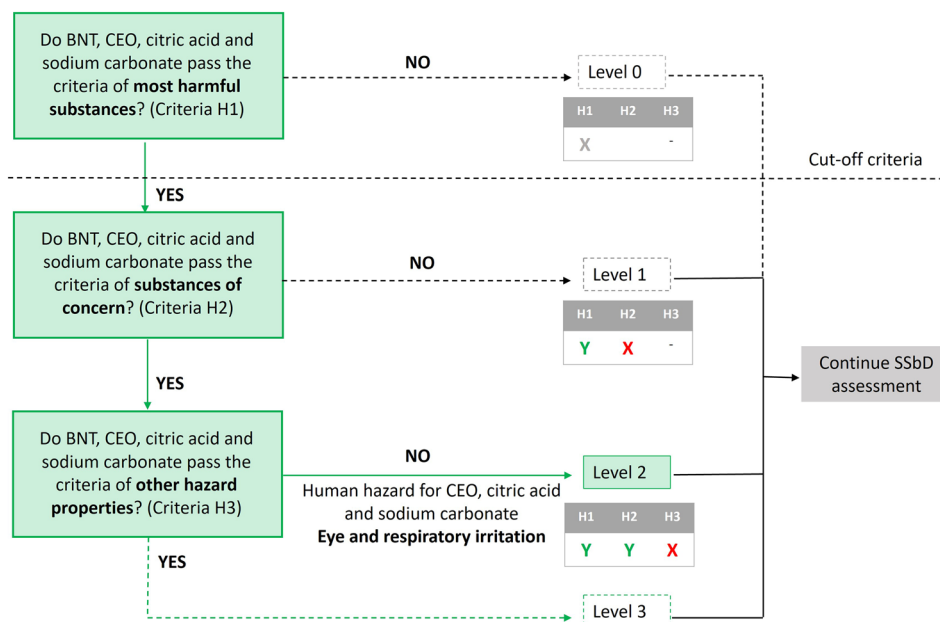 Do BNT, CEO, citric acid and
sodium carbonate pass the
criteria of most harmful
substances? (Criteria H1)
NO
Level 0
H1 H2 H3
X -
Cut-off criteria
YES
Do BNT, CEO, citric acid and
sodium carbonate pass the
criteria of substances of
concern? (Criteria H2)
NO
Level 1
H1 H2 H3
Y X -
Continue SSbD
assessment
YES
Do BNT, CEO, citric acid and
sodium carbonate pass the
criteria of other hazard
properties? (Criteria H3)
NO
Human hazard for CEO, citric acid
and sodium carbonate
Eye and respiratory irritation
Level 2
H1 H2 H3
Y Y X
YES
Level 3